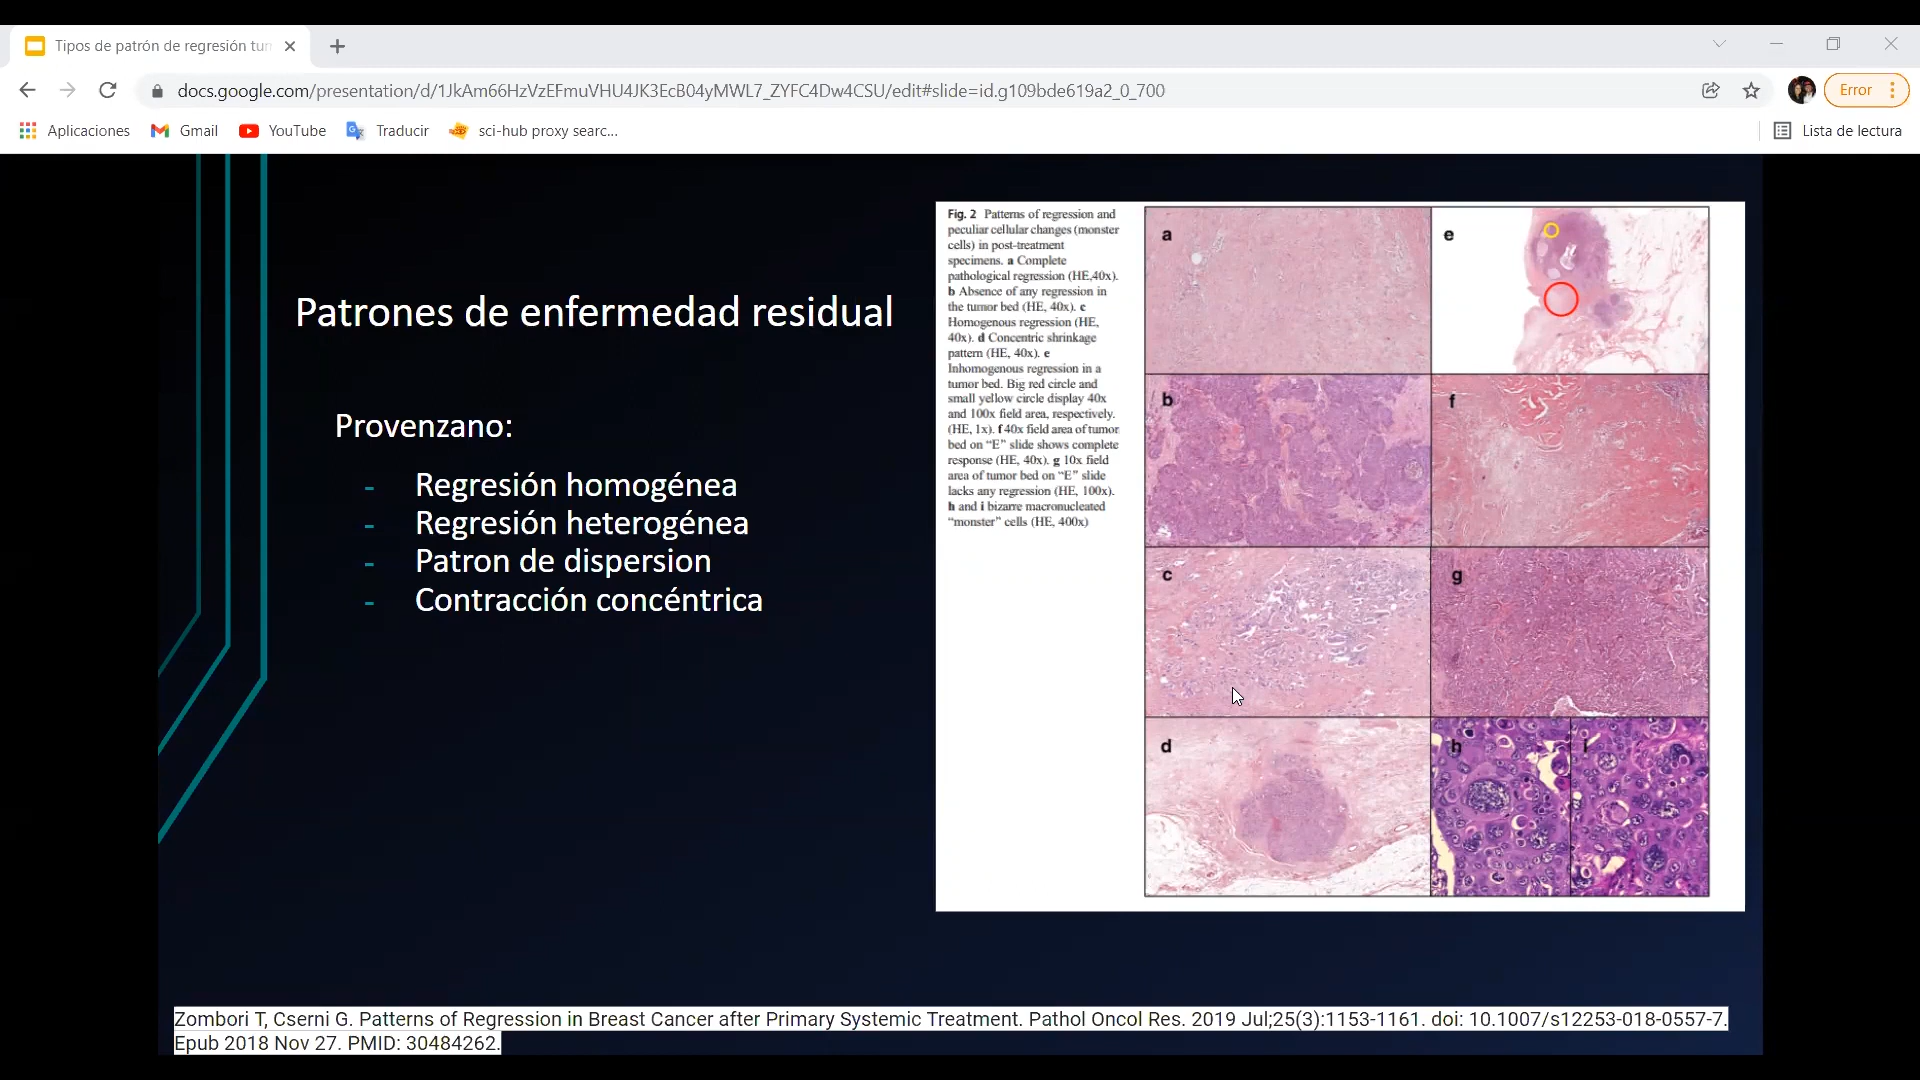 Tipos de patrón de regresión tum
docs.google.com/presentation/d/1JkAm66HzVzEFmuVHU4JK3EcB04yMWL7_ZYFC4Dw4CSU/edit#slide=id.g109bde619a2_0_700
Error
Aplicaciones
Gmail
YouTube
Traducir
sci-hub proxy searc...
Lista de lectura
Patrones de enfermedad residual
Provenzano:
- Regresión homogénea
- Regresión heterogénea
- Patron de dispersion
- Contracción concéntrica
Fig. 2 Patterns of regression and
peculiar cellular changes (monster
cells) in post-treatment
specimens. a Complete
pathological regression (HE,40x).
b Absence of any regression in
the tumor bed (HE, 40x). c
Homogenous regression (HE,
40x). d Concentric shrinkage
pattern (HE, 40x). e
Inhomogenous regression in a
tumor bed. Big red circle and
small yellow circle display 40x
and 100x field area, respectively.
(HE, 1x). f 40x field area of tumor
bed on “E” slide shows complete
response (HE, 40x). g 10x field
area of tumor bed on “E” slide
lacks any regression (HE, 100x).
h and i bizarre macronucleated
“monster” cells (HE, 400x)
a
e
b
f
c
g
d
h
i
Zombori T, Cserni G. Patterns of Regression in Breast Cancer after Primary Systemic Treatment. Pathol Oncol Res. 2019 Jul;25(3):1153-1161. doi: 10.1007/s12253-018-0557-7.
Epub 2018 Nov 27. PMID: 30484262.